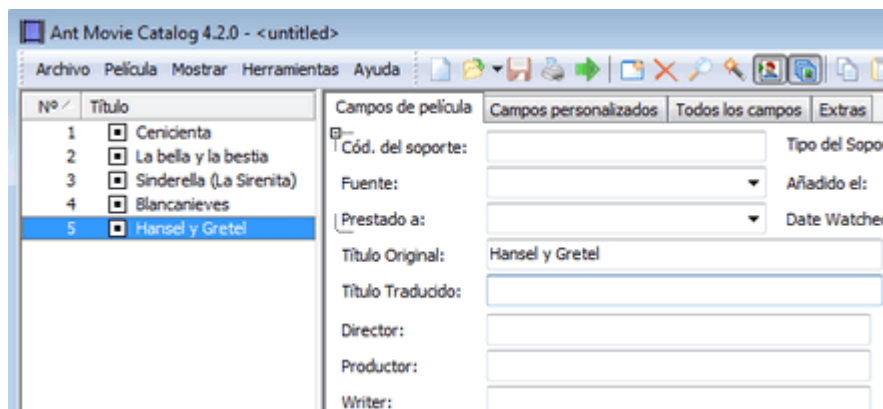 Ant Movie Catalog 4.2.0 - <untitled>
Archivo Película Mostrar Herramientas Ayuda
Nº Título
1 Cenicienta
2 La bella y la bestia
3 Sinderella (La Sirenita)
4 Blancanieves
5 Hansel y Gretel
Campos de película Campos personalizados Todos los campos Extras
Cód. del soporte: Tipo del Sopo
Fuente: Añadido el:
Prestado a: Date Watche
Título Original: Hansel y Gretel
Título Traducido:
Director:
Productor:
Writer: